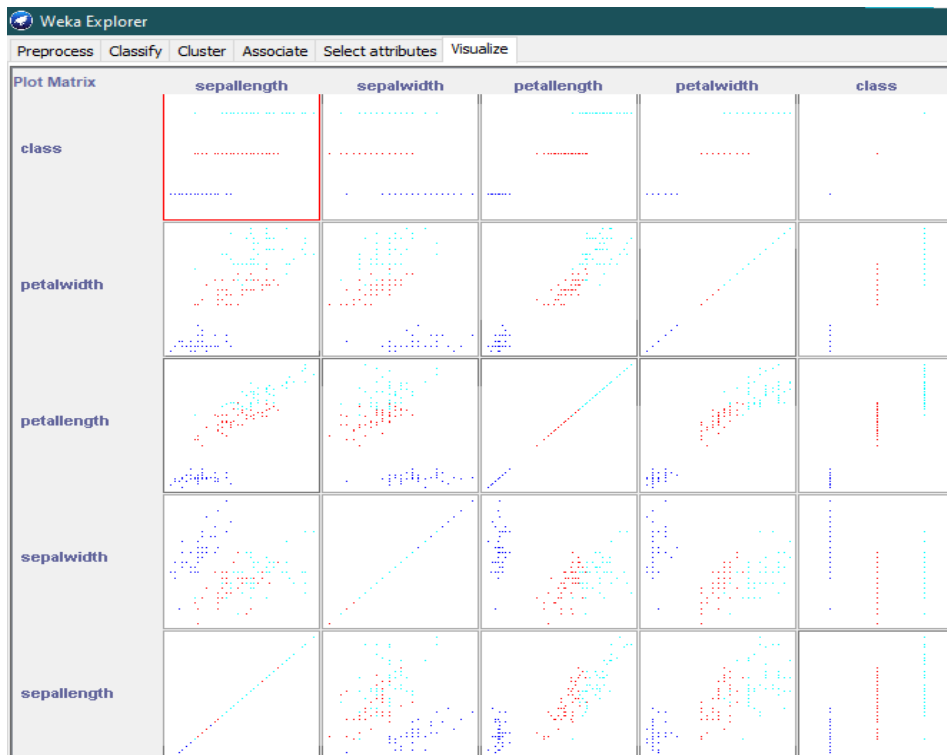 Weka Explorer
Preprocess Classify Cluster Associate Select attributes Visualize
Plot Matrix sepallength sepalwidth petallength petalwidth class
class
petalwidth
petallength
sepalwidth
sepallength